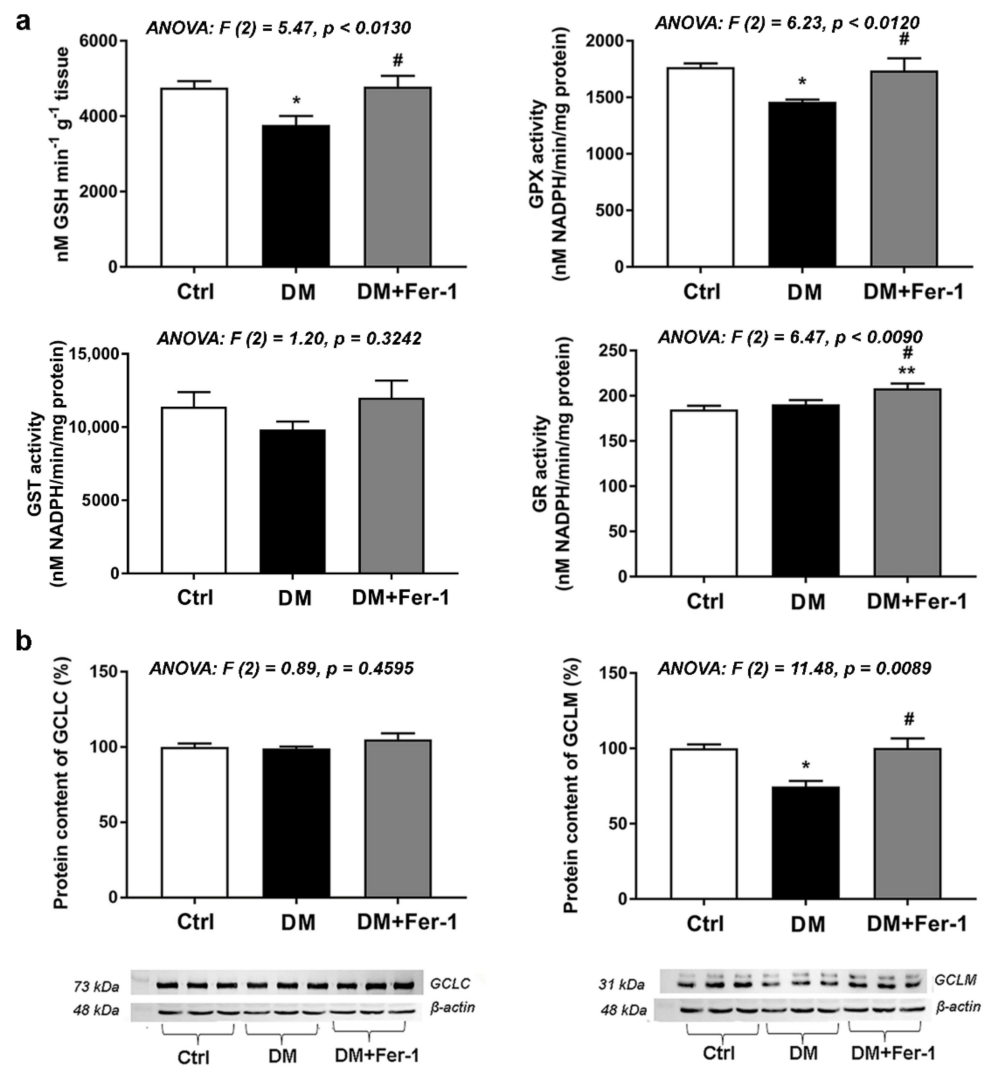 a
ANOVA: F (2) = 5.47, p < 0.0130
nM GSH min⁻¹ g⁻¹ tissue
6000
4000
2000
0
*
#
Ctrl DM DM+Fer-1
ANOVA: F (2) = 6.23, p < 0.0120
GPX activity
(nM NADPH/min/mg protein)
2000
1500
1000
500
0
*
#
Ctrl DM DM+Fer-1
ANOVA: F (2) = 1.20, p = 0.3242
GST activity
(nM NADPH/min/mg protein)
15,000
10,000
5000
0
Ctrl DM DM+Fer-1
ANOVA: F (2) = 6.47, p < 0.0090
GR activity
(nM NADPH/min/mg protein)
250
200
150
100
50
0
#
**
Ctrl DM DM+Fer-1
b
ANOVA: F (2) = 0.89, p = 0.4595
Protein content of GCLC (%)
150
100
50
0
Ctrl DM DM+Fer-1
73 kDa GCLC
48 kDa β-actin
Ctrl DM DM+Fer-1
ANOVA: F (2) = 11.48, p = 0.0089
Protein content of GCLM (%)
150
100
50
0
*
#
Ctrl DM DM+Fer-1
31 kDa GCLM
48 kDa β-actin
Ctrl DM DM+Fer-1